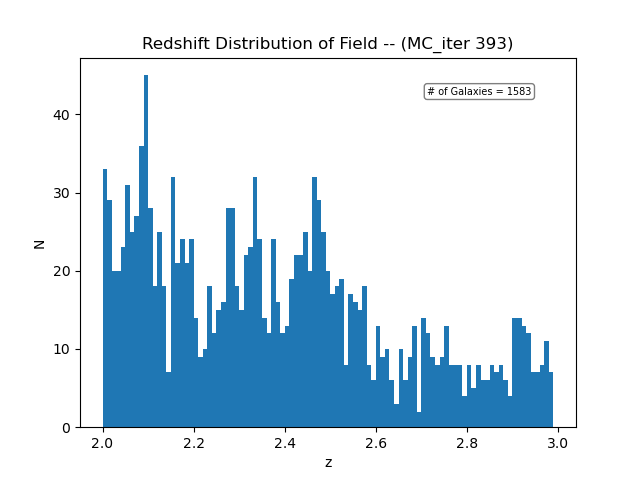 Redshift Distribution of Field -- (MC_iter 393)
# of Galaxies = 1583
N
40
30
20
10
0
2.0 2.2 2.4 2.6 2.8 3.0
z